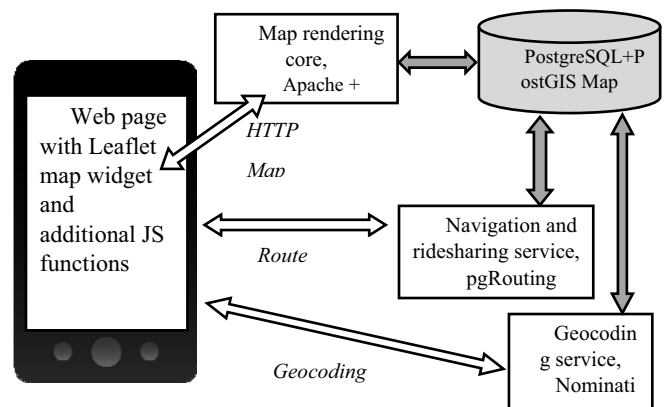 Map rendering
core,
Apache +
PostgreSQL+P
ostGIS Map
Web page
with Leaflet
map widget
and
additional JS
functions
HTTP
Map
Navigation and
ridesharing service,
pgRouting
Route
Geocodin
g service,
Nominati
Geocoding